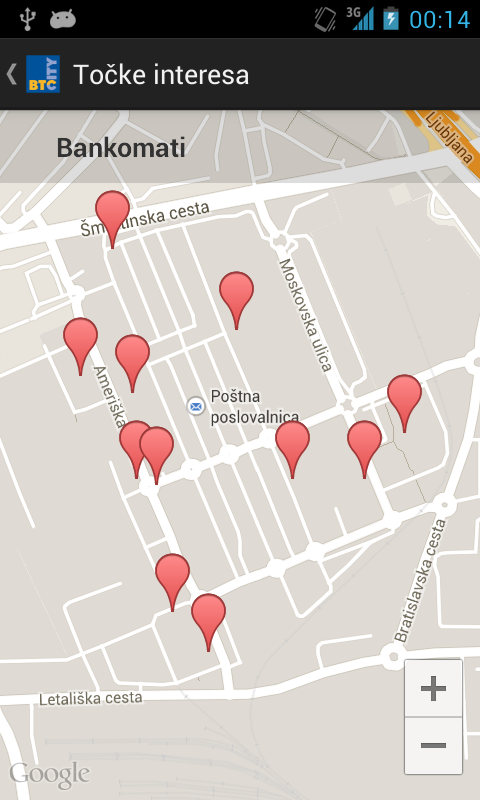 3G
00:14
BTC
CITY
Točke interesa
Ljubljana
Bankomati
Šmartinska cesta
Moskovska ulica
Ameriška
Poštna
poslovalnica
Bratislavska cesta
Letališka cesta
+
−
Google